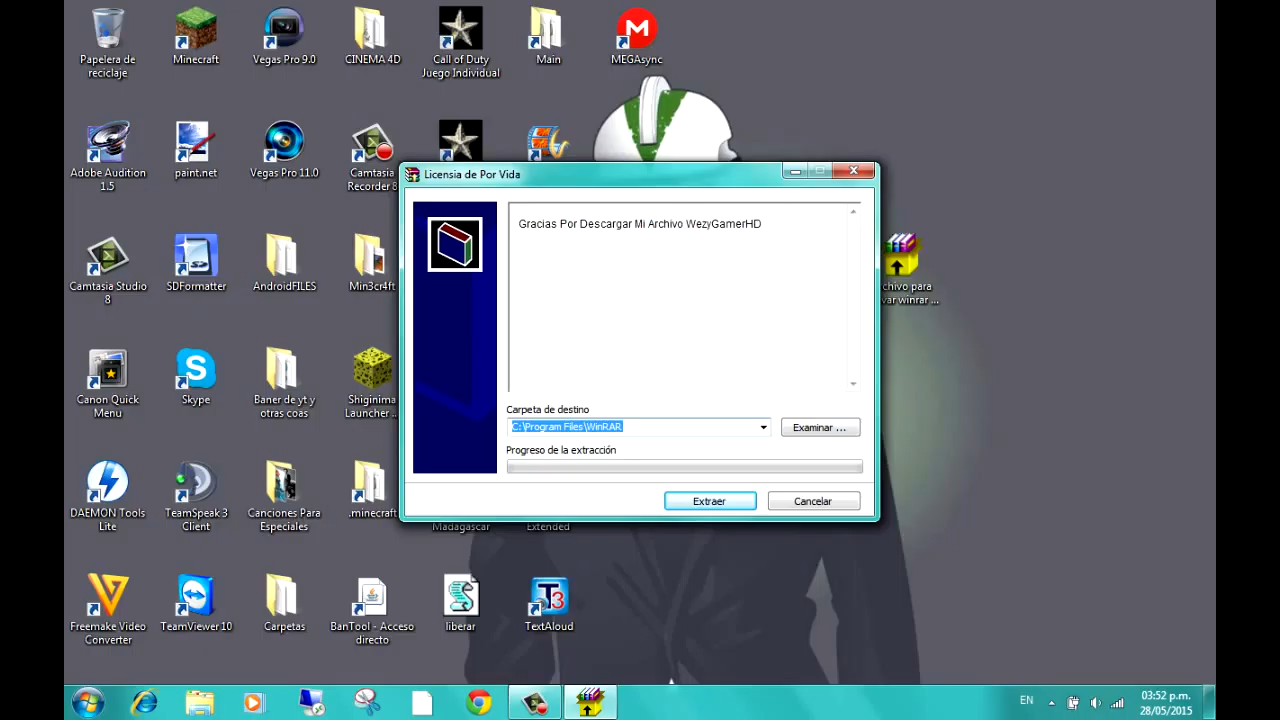 Papelera de
reciclaje
Minecraft
Vegas Pro 9.0
CINEMA 4D
Call of Duty
Juego Individual
Main
MEGAsync
Adobe Audition
1.5
paint.net
Vegas Pro 11.0
Camtasia
Recorder 8
Licensia de Por Vida
Gracias Por Descargar Mi Archivo WezyGamerHD
Carpeta de destino
C:\Program Files\WinRAR
Examinar ...
Progreso de la extracción
Extraer
Cancelar
Camtasia Studio
8
SDFormatter
AndroidFILES
Min3cr4ft
chivo para
var winrar ...
Canon Quick
Menu
Skype
Baner de yt y
otras coas
Shiginima
Launcher ...
DAEMON Tools
Lite
TeamSpeak 3
Client
Canciones Para
Especiales
.minecraft
Madagascar
Extended
Freemake Video
Converter
TeamViewer 10
Carpetas
BanTool - Acceso
directo
liberar
TextAloud
EN
03:52 p.m.
28/05/2015